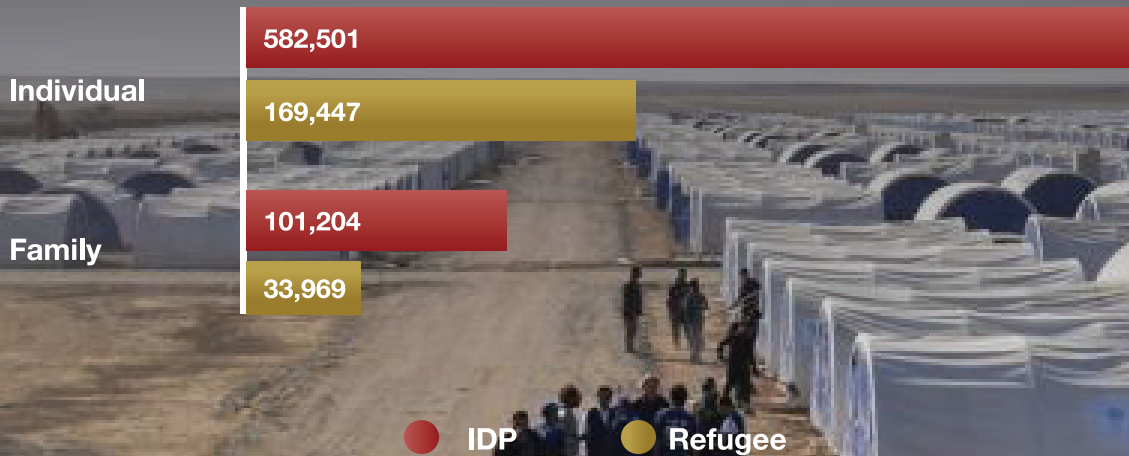 582,501
Individual
169,447
101,204
Family
33,969
IDP
Refugee